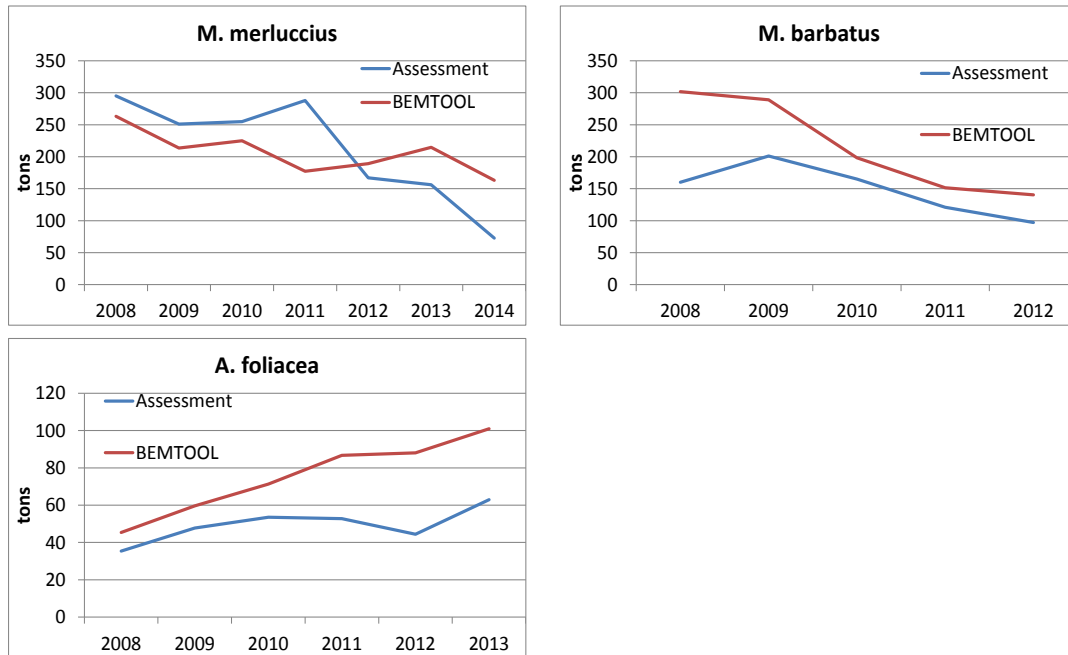 M. merluccius
350
300
250
200
150
100
50
0
tons
Assessment
BEMTOOL
2008 2009 2010 2011 2012 2013 2014
M. barbatus
350
300
250
200
150
100
50
0
tons
Assessment
BEMTOOL
2008 2009 2010 2011 2012
A. foliacea
120
100
80
60
40
20
0
tons
Assessment
BEMTOOL
2008 2009 2010 2011 2012 2013